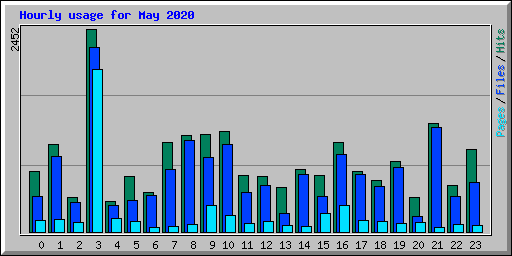 Hourly usage for May 2020
2452
Pages/Files/Hits
0 1 2 3 4 5 6 7 8 9 10 11 12 13 14 15 16 17 18 19 20 21 22 23